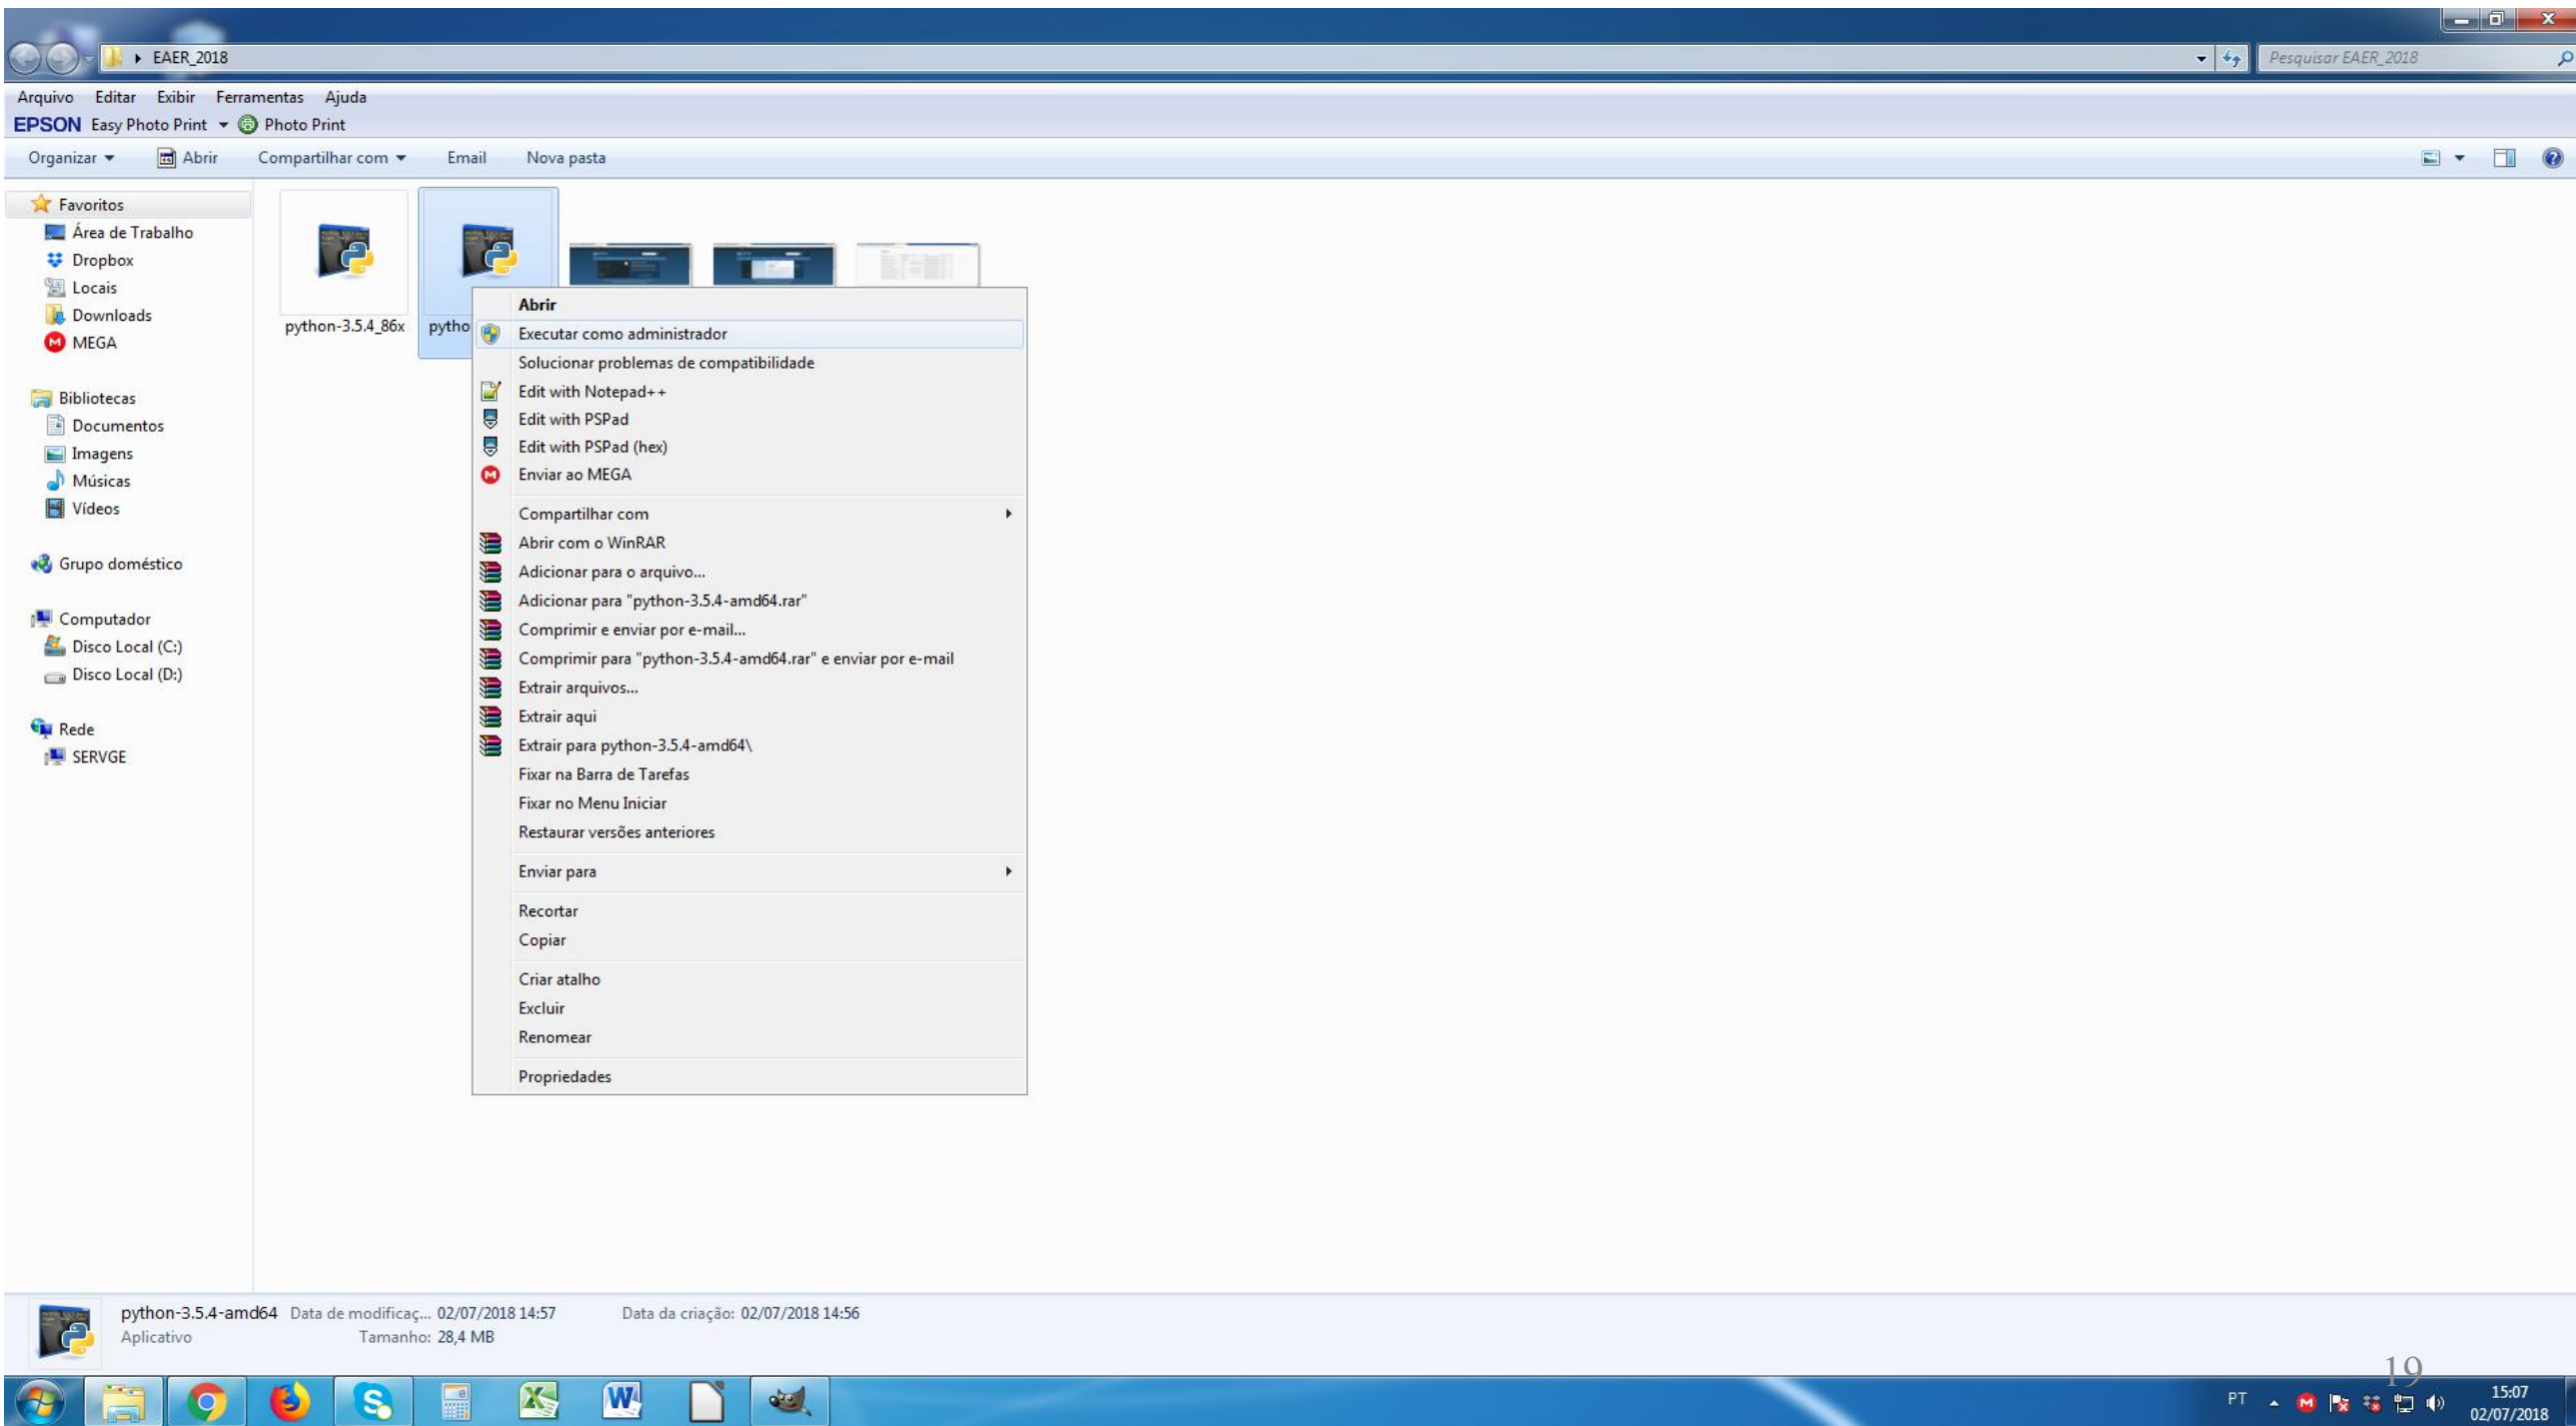 EAER_2018
Pesquisar EAER_2018
Arquivo Editar Exibir Ferramentas Ajuda
EPSON Easy Photo Print Photo Print
Organizar Abrir Compartilhar com Email Nova pasta
Favoritos
Área de Trabalho
Dropbox
Locais
Downloads
MEGA
Bibliotecas
Documentos
Imagens
Músicas
Vídeos
Grupo doméstico
Computador
Disco Local (C:)
Disco Local (D:)
Rede
SERVGE
python-3.5.4_86x
pytho
Abrir
Executar como administrador
Solucionar problemas de compatibilidade
Edit with Notepad++
Edit with PSPad
Edit with PSPad (hex)
Enviar ao MEGA
Compartilhar com
Abrir com o WinRAR
Adicionar para o arquivo...
Adicionar para "python-3.5.4-amd64.rar"
Comprimir e enviar por e-mail...
Comprimir para "python-3.5.4-amd64.rar" e enviar por e-mail
Extrair arquivos...
Extrair aqui
Extrair para python-3.5.4-amd64\
Fixar na Barra de Tarefas
Fixar no Menu Iniciar
Restaurar versões anteriores
Enviar para
Recortar
Copiar
Criar atalho
Excluir
Renomear
Propriedades
python-3.5.4-amd64 Data de modificaç... 02/07/2018 14:57 Data da criação: 02/07/2018 14:56
Aplicativo Tamanho: 28,4 MB
19
PT 15:07
02/07/2018